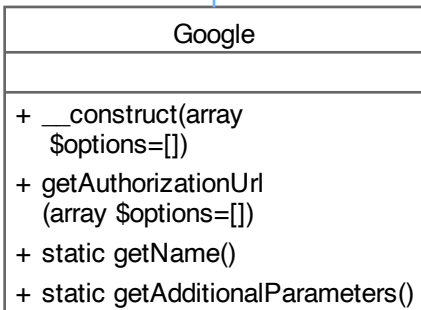 Google
+ __construct(array
$options=[])
+ getAuthorizationUrl
(array $options=[])
+ static getName()
+ static getAdditionalParameters()